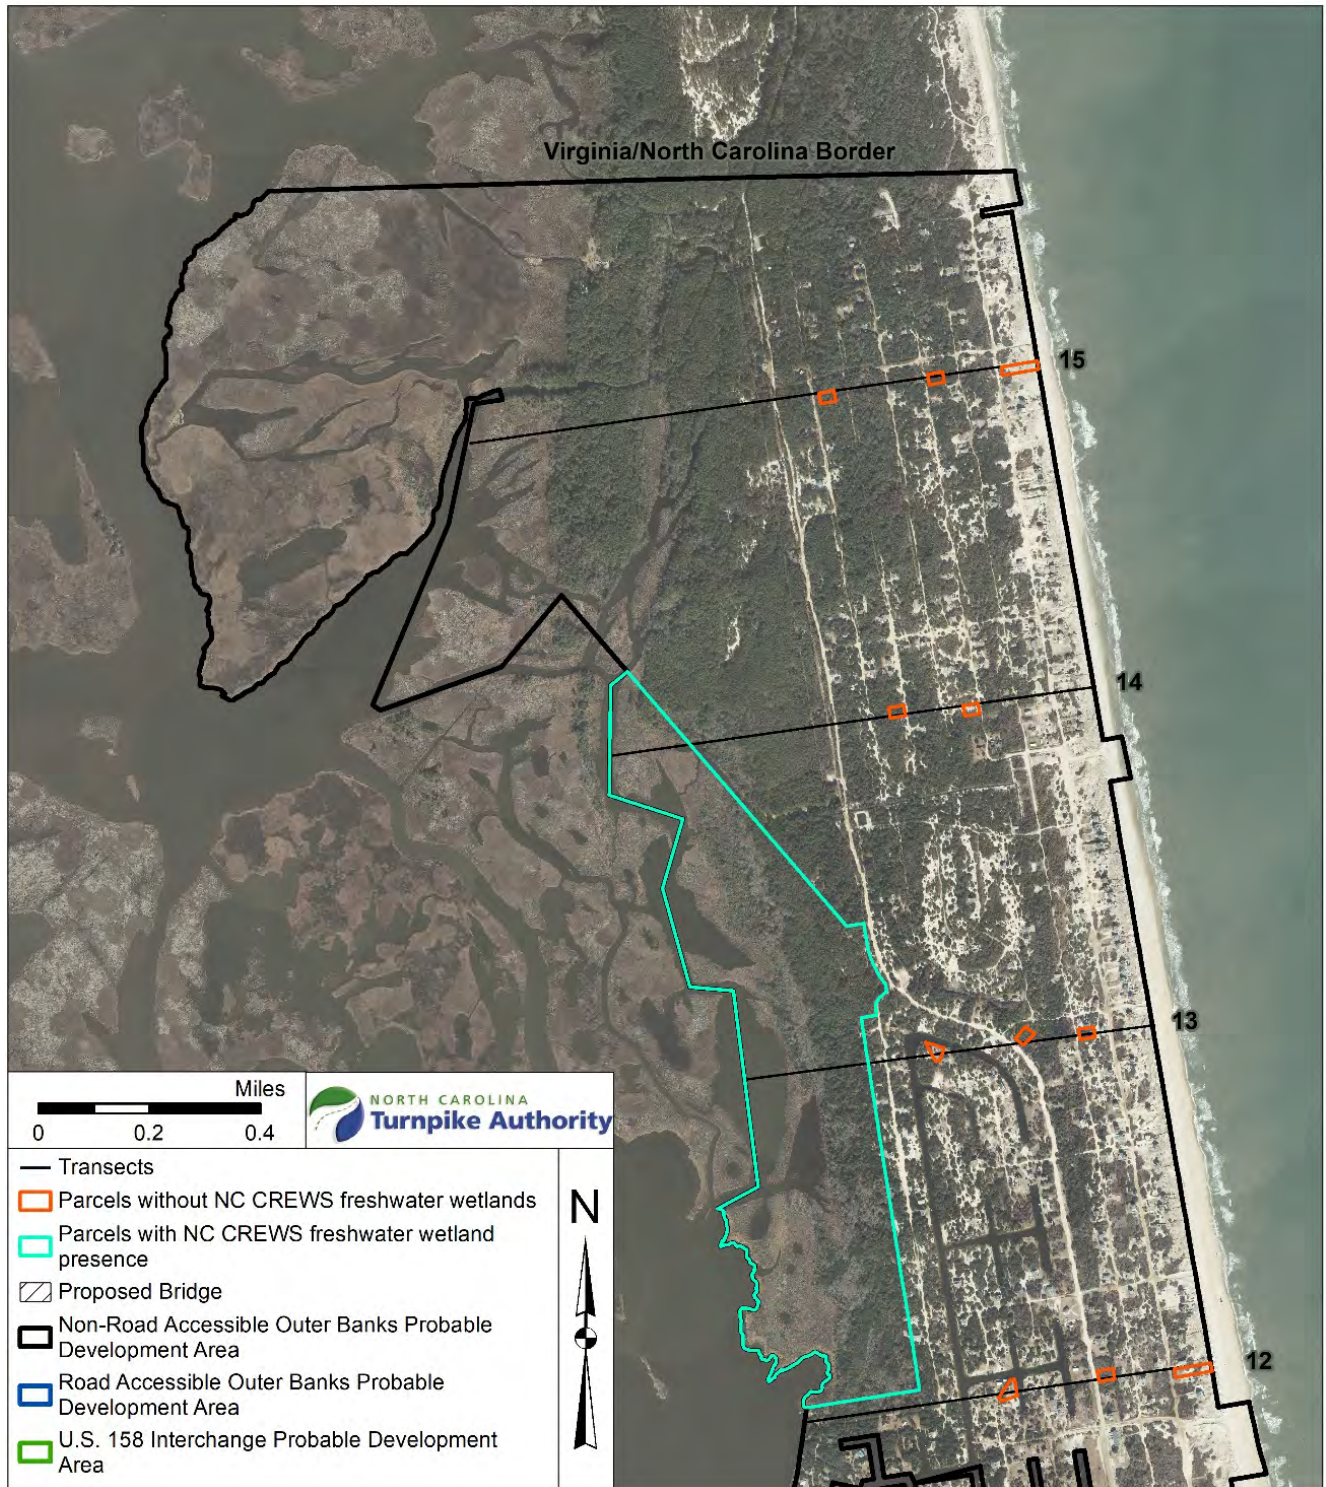 Virginia/North Carolina Border
15
14
13
12
Miles
0 0.2 0.4
NORTH CAROLINA
Turnpike Authority
Transects
Parcels without NC CREWS freshwater wetlands
Parcels with NC CREWS freshwater wetland
presence
Proposed Bridge
Non-Road Accessible Outer Banks Probable
Development Area
Road Accessible Outer Banks Probable
Development Area
U.S. 158 Interchange Probable Development
Area
N